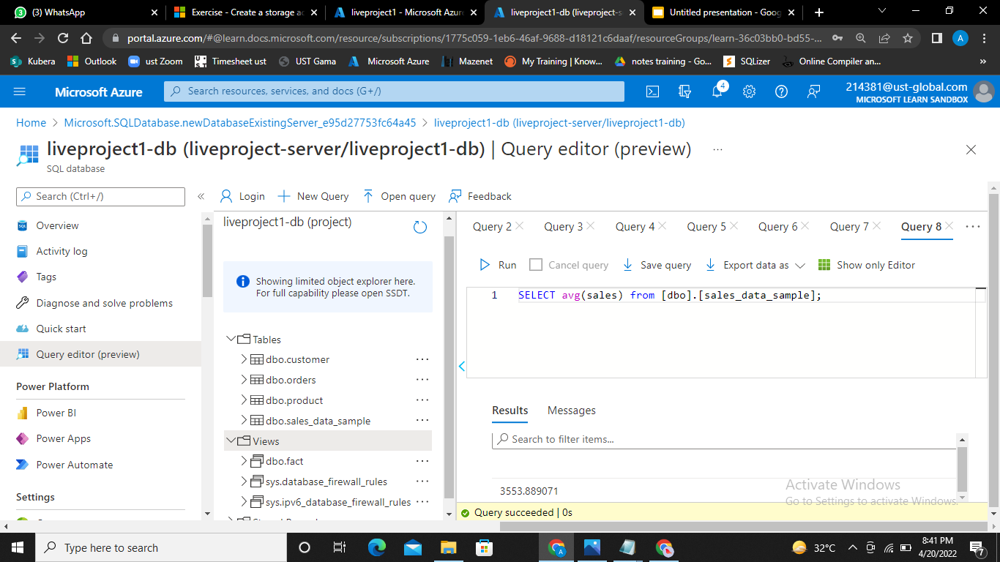 (3) WhatsApp
Exercise - Create a storage ac
liveproject1 - Microsoft Azure
liveproject1-db (liveproject-s
Untitled presentation - Goog
portal.azure.com/#@learn.docs.microsoft.com/resource/subscriptions/1775c059-1eb6-46af-9688-d18121c6daaf/resourceGroups/learn-36c03bb0-bd55-...
A
Kubera
Outlook
ust Zoom
Timesheet ust
UST Gama
Microsoft Azure
Mazenet
My Training | Know...
notes training - Go...
SQLizer
Online Compiler an...
»
Microsoft Azure
Search resources, services, and docs (G+/)
4
214381@ust-global.com
MICROSOFT LEARN SANDBOX
Home > Microsoft.SQLDatabase.newDatabaseExistingServer_e95d27753fc64a45 > liveproject1-db (liveproject-server/liveproject1-db)
liveproject1-db (liveproject-server/liveproject1-db) | Query editor (preview) ...
SQL database
Search (Ctrl+/)
«
Login
New Query
Open query
Feedback
Overview
Activity log
Tags
Diagnose and solve problems
Quick start
Query editor (preview)
Power Platform
Power BI
Power Apps
Power Automate
Settings
liveproject1-db (project)
Showing limited object explorer here.
For full capability please open SSDT.
Tables
dbo.customer ...
dbo.orders ...
dbo.product ...
dbo.sales_data_sample ...
Views
dbo.fact ...
sys.database_firewall_rules ...
sys.ipv6_database_firewall_rules ...
Query 2
Query 3
Query 4
Query 5
Query 6
Query 7
Query 8
...
Run
Cancel query
Save query
Export data as
Show only Editor
1 SELECT avg(sales) from [dbo].[sales_data_sample];
Results
Messages
Search to filter items...
3553.889071
Activate Windows
Go to Settings to activate Windows.
Query succeeded | 0s
Type here to search
32°C
8:41 PM
4/20/2022
7